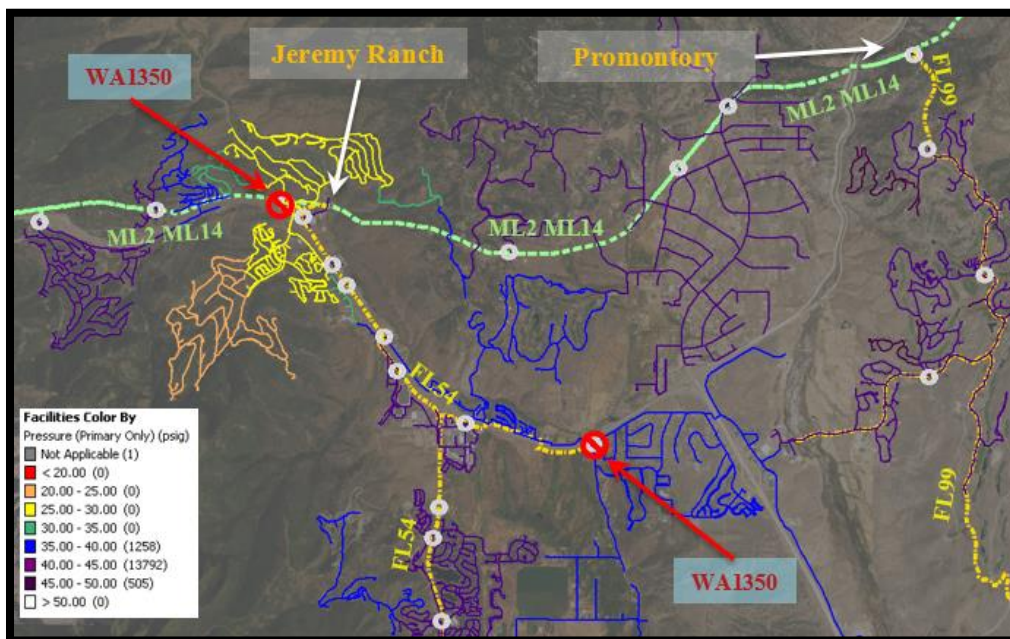 Jeremy Ranch
Promontory
WA1350
FL99
ML2 ML14
ML2 ML14
ML2 ML14
FL54
FL54
FL99
WA1350
Facilities Color By
Pressure (Primary Only) (psig)
Not Applicable (1)
< 20.00 (0)
20.00 - 25.00 (0)
25.00 - 30.00 (0)
30.00 - 35.00 (0)
35.00 - 40.00 (1258)
40.00 - 45.00 (13792)
45.00 - 50.00 (505)
> 50.00 (0)